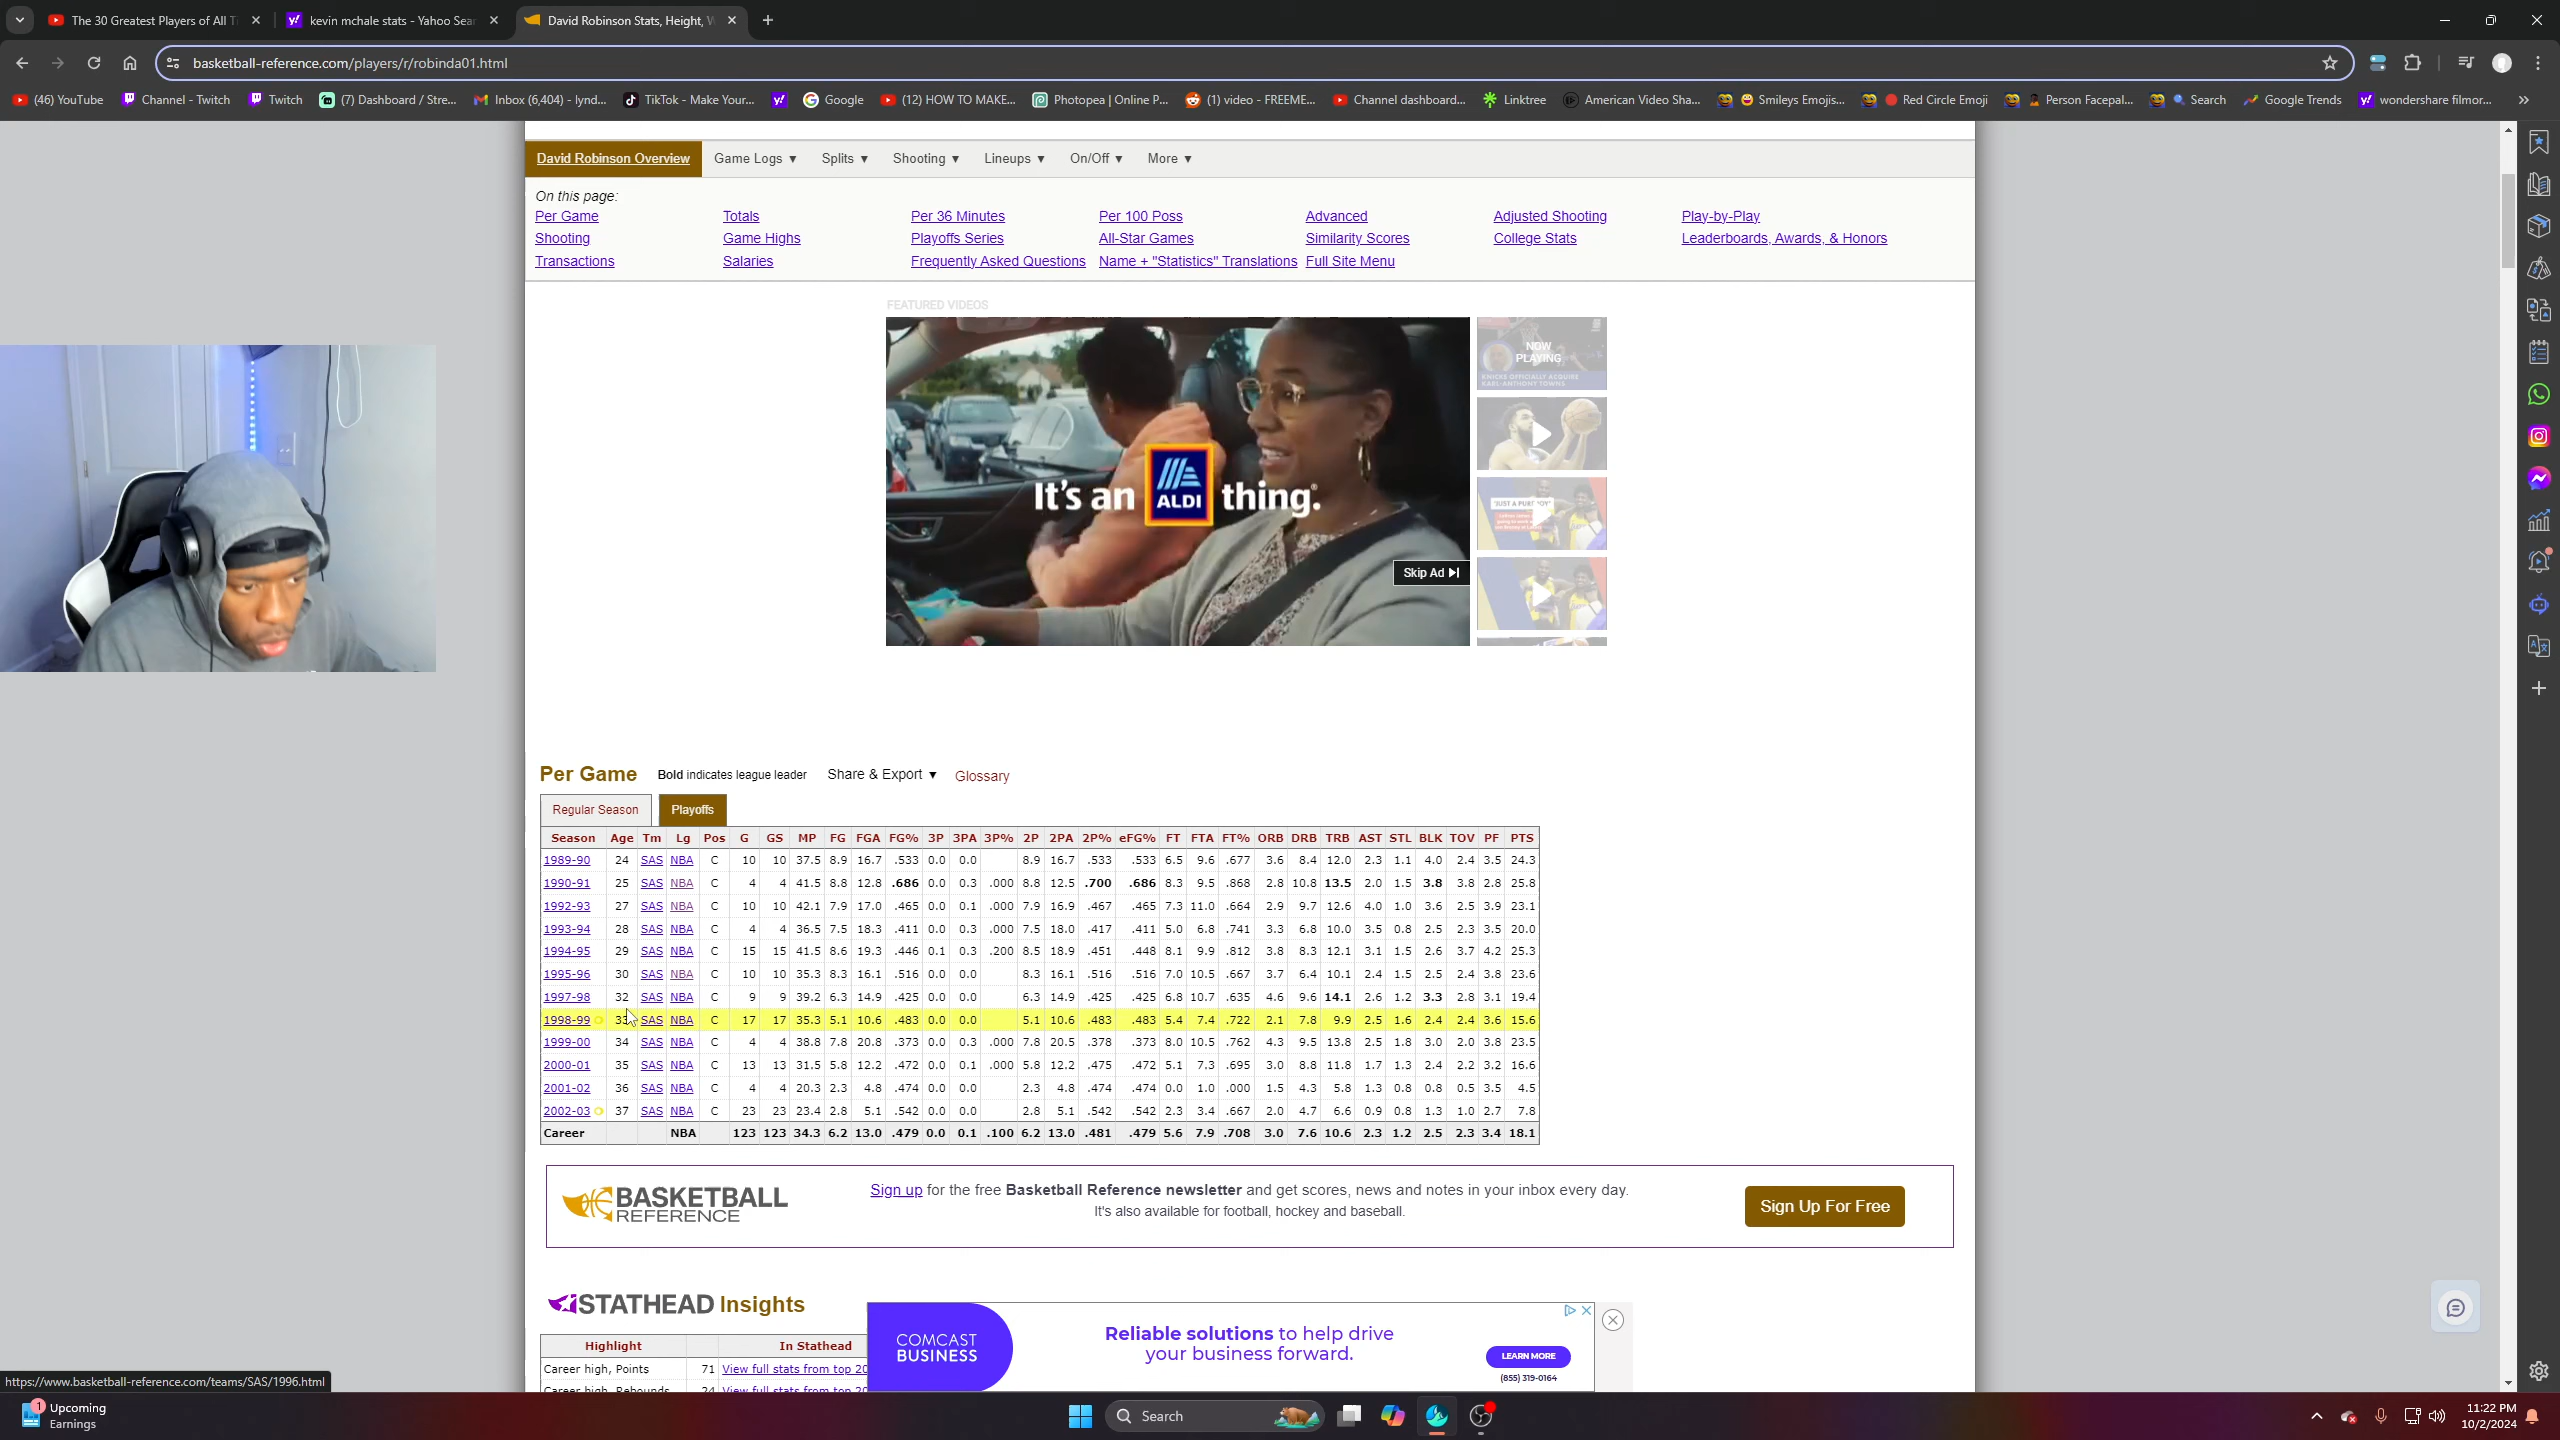 The 30 Greatest Players of All T
kevin mchale stats - Yahoo Sear
David Robinson Stats, Height, W
basketball-reference.com/players/r/robinda01.html
(46) YouTube
Channel - Twitch
Twitch
(7) Dashboard / Stre...
Inbox (6,404) - lynd...
TikTok - Make Your...
Google
(12) HOW TO MAKE...
Photopea | Online P...
(1) video - FREEME...
Channel dashboard...
Linktree
American Video Sha...
Smileys Emojis...
Red Circle Emoji
Person Facepal...
Search
Google Trends
wondershare filmor...
David Robinson Overview Game Logs ▼ Splits ▼ Shooting ▼ Lineups ▼ On/Off ▼ More ▼
On this page:
Per Game Totals Per 36 Minutes Per 100 Poss Advanced Adjusted Shooting Play-by-Play
Shooting Game Highs Playoffs Series All-Star Games Similarity Scores College Stats Leaderboards, Awards, & Honors
Transactions Salaries Frequently Asked Questions Name + "Statistics" Translations Full Site Menu
FEATURED VIDEOS
NOW
PLAYING
KNICKS OFFICIALLY ACQUIRE
KARL-ANTHONY TOWNS
It's an ALDI thing.
Skip Ad
Per Game Bold indicates league leader Share & Export ▼ Glossary
Regular Season Playoffs
Season Age Tm Lg Pos G GS MP FG FGA FG% 3P 3PA 3P% 2P 2PA 2P% eFG% FT FTA FT% ORB DRB TRB AST STL BLK TOV PF PTS
1989-90 24 SAS NBA C 10 10 37.5 8.9 16.7 .533 0.0 0.0 8.9 16.7 .533 .533 6.5 9.6 .677 3.6 8.4 12.0 2.3 1.1 4.0 2.4 3.5 24.3
1990-91 25 SAS NBA C 4 4 41.5 8.8 12.8 .686 0.0 0.3 .000 8.8 12.5 .700 .686 8.3 9.5 .868 2.8 10.8 13.5 2.0 1.5 3.8 3.8 2.8 25.8
1992-93 27 SAS NBA C 10 10 42.1 7.9 17.0 .465 0.0 0.1 .000 7.9 16.9 .467 .465 7.3 11.0 .664 2.9 9.7 12.6 4.0 1.0 3.6 2.5 3.9 23.1
1993-94 28 SAS NBA C 4 4 36.5 7.5 18.3 .411 0.0 0.3 .000 7.5 18.0 .417 .411 5.0 6.8 .741 3.3 6.8 10.0 3.5 0.8 2.5 2.3 3.5 20.0
1994-95 29 SAS NBA C 15 15 41.5 8.6 19.3 .446 0.1 0.3 .200 8.5 18.9 .451 .448 8.1 9.9 .812 3.8 8.3 12.1 3.1 1.5 2.6 3.7 4.2 25.3
1995-96 30 SAS NBA C 10 10 35.3 8.3 16.1 .516 0.0 0.0 8.3 16.1 .516 .516 7.0 10.5 .667 3.7 6.4 10.1 2.4 1.5 2.5 2.4 3.8 23.6
1997-98 32 SAS NBA C 9 9 39.2 6.3 14.9 .425 0.0 0.0 6.3 14.9 .425 .425 6.8 10.7 .635 4.6 9.6 14.1 2.6 1.2 3.3 2.8 3.1 19.4
1998-99 33 SAS NBA C 17 17 35.3 5.1 10.6 .483 0.0 0.0 5.1 10.6 .483 .483 5.4 7.4 .722 2.1 7.8 9.9 2.5 1.6 2.4 2.4 3.6 15.6
1999-00 34 SAS NBA C 4 4 38.8 7.8 20.8 .373 0.0 0.3 .000 7.8 20.5 .378 .373 8.0 10.5 .762 4.3 9.5 13.8 2.5 1.8 3.0 2.0 3.8 23.5
2000-01 35 SAS NBA C 13 13 31.5 5.8 12.2 .472 0.0 0.1 .000 5.8 12.2 .475 .472 5.1 7.3 .695 3.0 8.8 11.8 1.7 1.3 2.4 2.2 3.2 16.6
2001-02 36 SAS NBA C 4 4 20.3 2.3 4.8 .474 0.0 0.0 2.3 4.8 .474 .474 0.0 1.0 .000 1.5 4.3 5.8 1.3 0.8 0.8 0.5 3.5 4.5
2002-03 37 SAS NBA C 23 23 23.4 2.8 5.1 .542 0.0 0.0 2.8 5.1 .542 .542 2.3 3.4 .667 2.0 4.7 6.6 0.9 0.8 1.3 1.0 2.7 7.8
Career NBA 123 123 34.3 6.2 13.0 .479 0.0 0.1 .100 6.2 13.0 .481 .479 5.6 7.9 .708 3.0 7.6 10.6 2.3 1.2 2.5 2.3 3.4 18.1
BASKETBALL
REFERENCE
Sign up for the free Basketball Reference newsletter and get scores, news and notes in your inbox every day.
It's also available for football, hockey and baseball.
Sign Up For Free
STATHEAD Insights
Highlight In Stathead
Career high, Points 71 View full stats from top 20
Career high, Rebounds 24 View full stats from top 20
COMCAST
BUSINESS
Reliable solutions to help drive
your business forward.
LEARN MORE
(855) 319-0164
https://www.basketball-reference.com/teams/SAS/1996.html
1
Upcoming
Earnings
Search
11:22 PM
10/2/2024